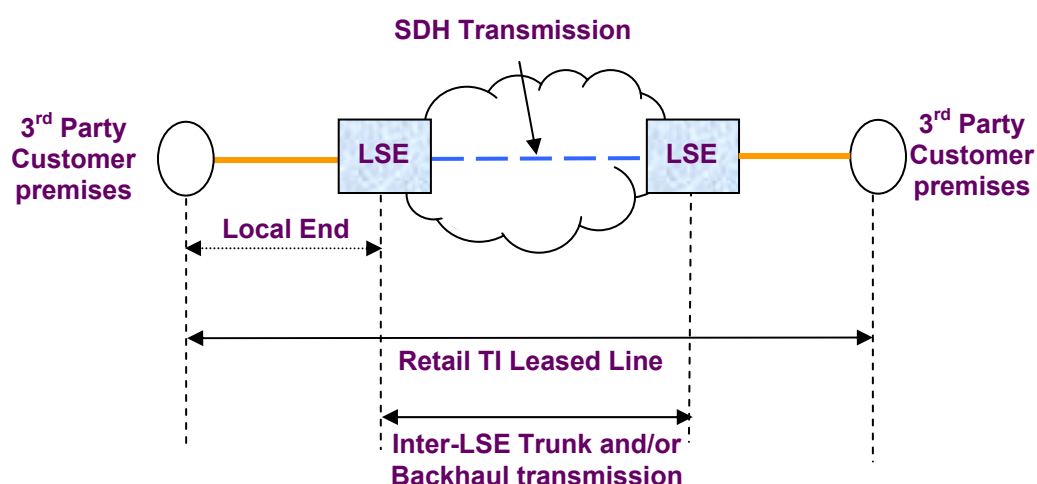 SDH Transmission
3rd Party
Customer
premises
LSE
LSE
3rd Party
Customer
premises
Local End
Retail TI Leased Line
Inter-LSE Trunk and/or
Backhaul transmission